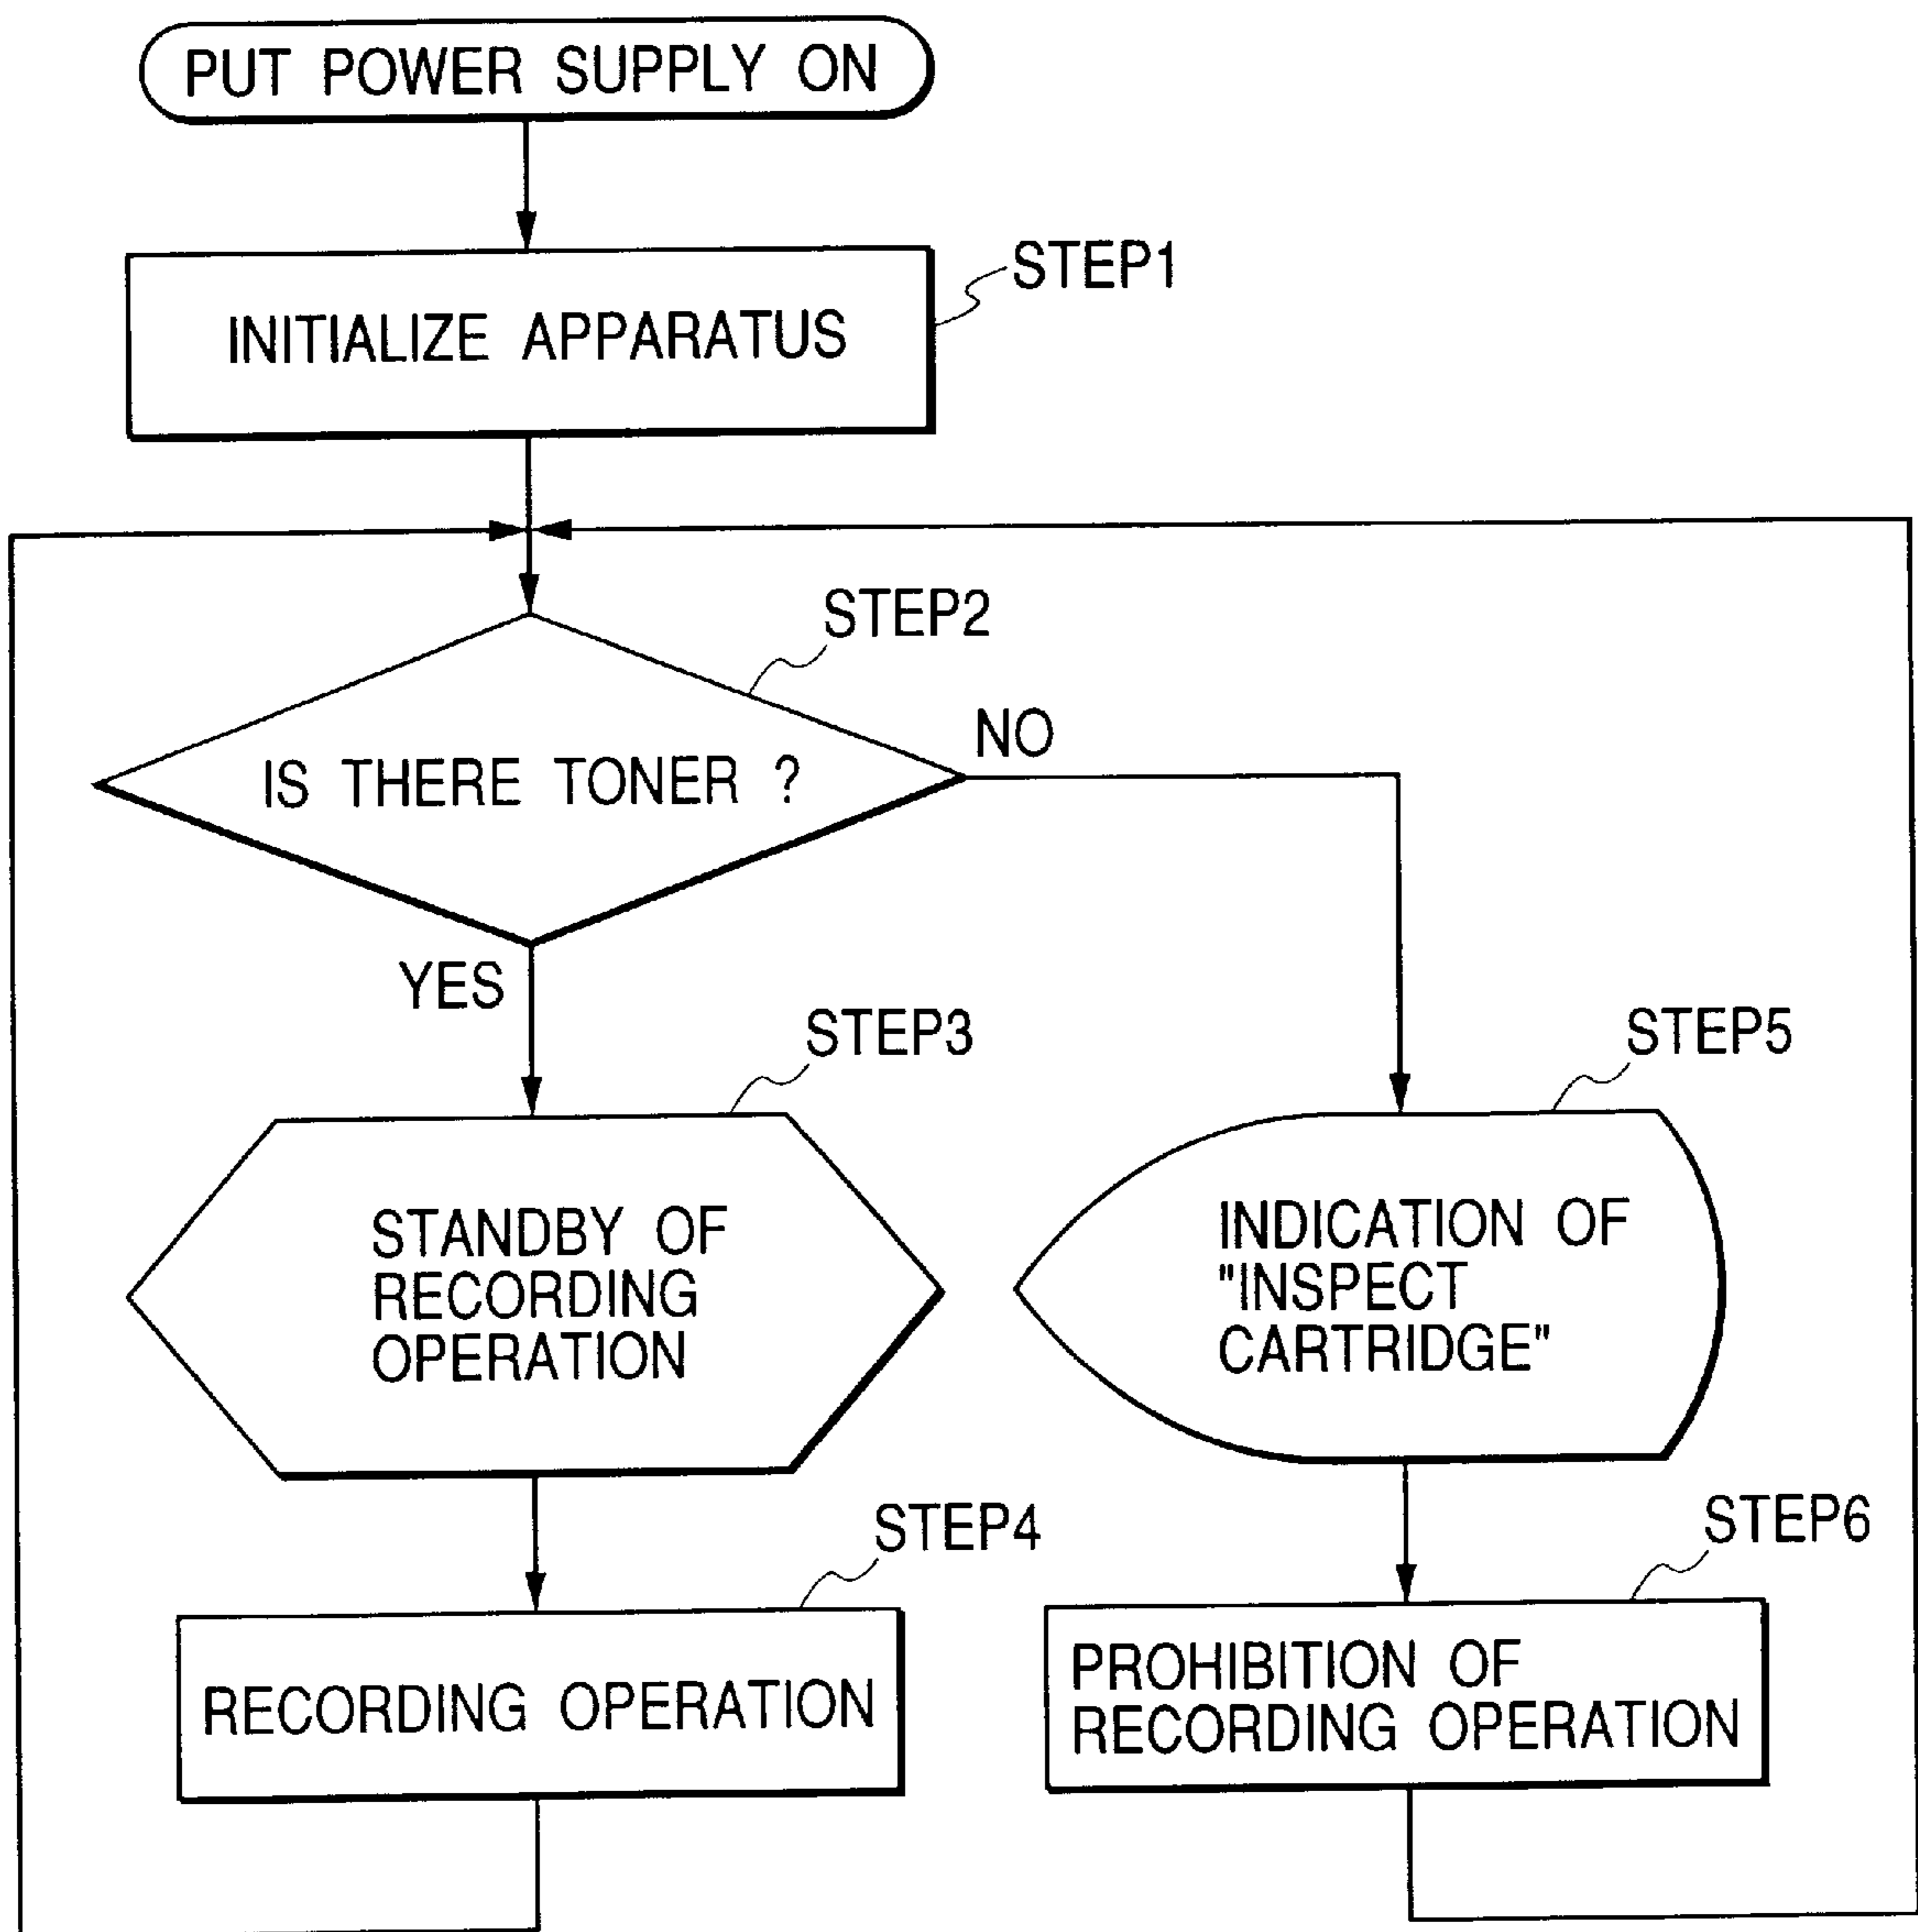 PUT POWER SUPPLY ON
STEP1
INITIALIZE APPARATUS
STEP2
NO
IS THERE TONER ?
YES
STEP3
STANDBY OF
RECORDING
OPERATION
STEP5
INDICATION OF
"INSPECT
CARTRIDGE"
STEP4
RECORDING OPERATION
STEP6
PROHIBITION OF
RECORDING OPERATION